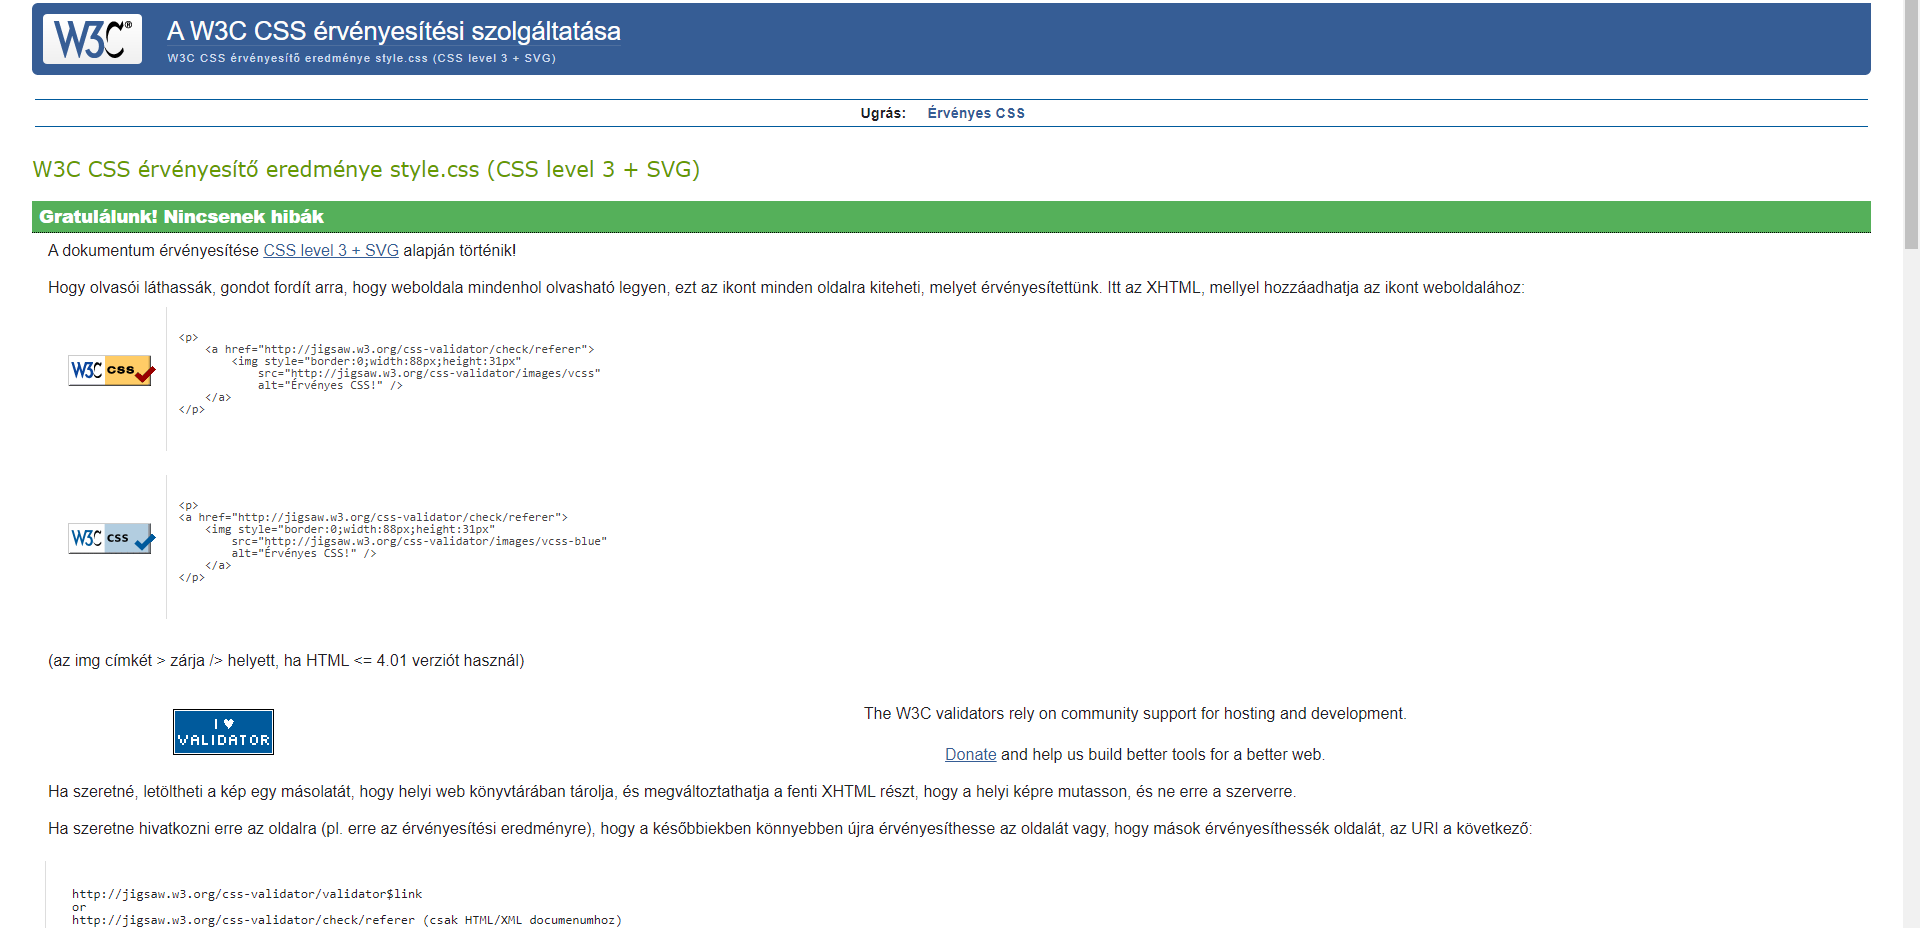 W3C®
A W3C CSS érvényesítési szolgáltatása
W3C CSS érvényesítõ eredménye style.css (CSS level 3 + SVG)
Ugrás: Érvényes CSS
W3C CSS érvényesítő eredménye style.css (CSS level 3 + SVG)
Gratulálunk! Nincsenek hibák
A dokumentum érvényesítése CSS level 3 + SVG alapján történik!
Hogy olvasói láthassák, gondot fordít arra, hogy weboldala mindenhol olvasható legyen, ezt az ikont minden oldalra kiteheti, melyet érvényesítettünk. Itt az XHTML, mellyel hozzáadhatja az ikont weboldalához:
W3C css
<p>
<a href="http://jigsaw.w3.org/css-validator/check/referer">
<img style="border:0;width:88px;height:31px"
src="http://jigsaw.w3.org/css-validator/images/vcss"
alt="Érvényes CSS!" />
</a>
</p>
W3C css
<p>
<a href="http://jigsaw.w3.org/css-validator/check/referer">
<img style="border:0;width:88px;height:31px"
src="http://jigsaw.w3.org/css-validator/images/vcss-blue"
alt="Érvényes CSS!" />
</a>
</p>
(az img címkét > zárja /> helyett, ha HTML <= 4.01 verziót használ)
I ♥
VALIDATOR
The W3C validators rely on community support for hosting and development.
Donate and help us build better tools for a better web.
Ha szeretné, letöltheti a kép egy másolatát, hogy helyi web könyvtárában tárolja, és megváltoztathatja a fenti XHTML részt, hogy a helyi képre mutasson, és ne erre a szerverre.
Ha szeretne hivatkozni erre az oldalra (pl. erre az érvényesítési eredményre), hogy a későbbiekben könnyebben újra érvényesíthesse az oldalát vagy, hogy mások érvényesíthessék oldalát, az URI a következő:
http://jigsaw.w3.org/css-validator/validator$link
or
http://jigsaw.w3.org/css-validator/check/referer (csak HTML/XML documenumhoz)